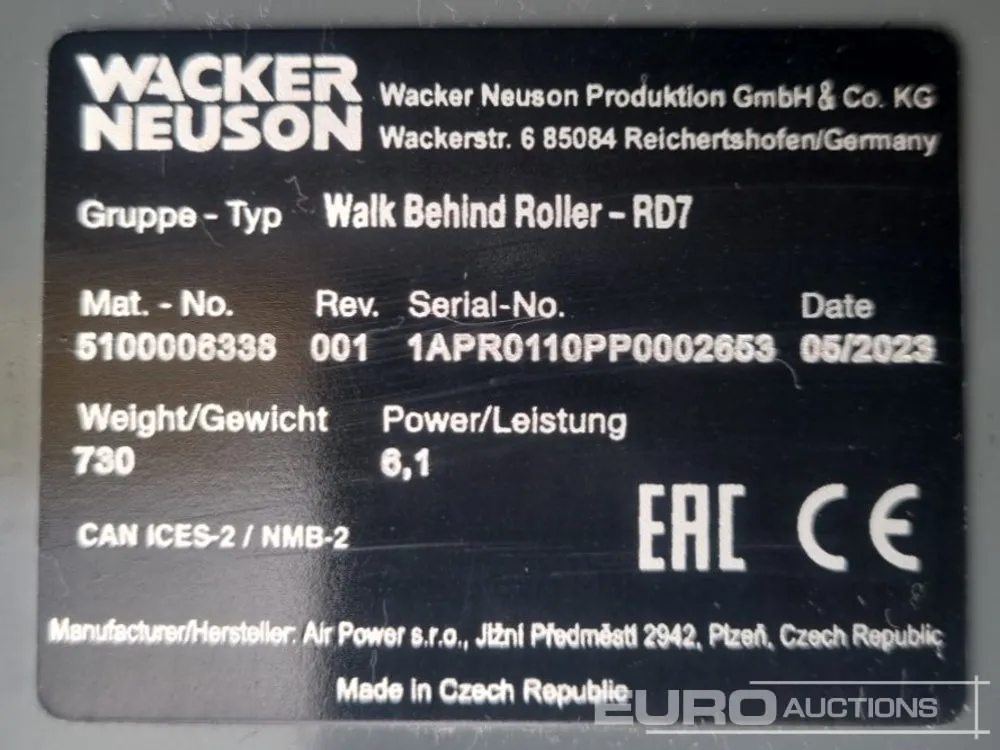 WACKER NEUSON
Wacker Neuson Produktion GmbH & Co. KG
Wackerstr. 6 85084 Reichertshofen/Germany
Gruppe - Typ Walk Behind Roller - RD7
Mat. - No. Rev. Serial-No. Date
5100006338 001 1APR0110PP0002653 05/2023
Weight/Gewicht Power/Leistung
730 6,1
CAN ICES-2 / NMB-2
EAC CE
Manufacturer/Hersteller: Air Power s.r.o., Jižní Předměstí 2942, Plzeň, Czech Republic
Made in Czech Republic
EURO AUCTIONS